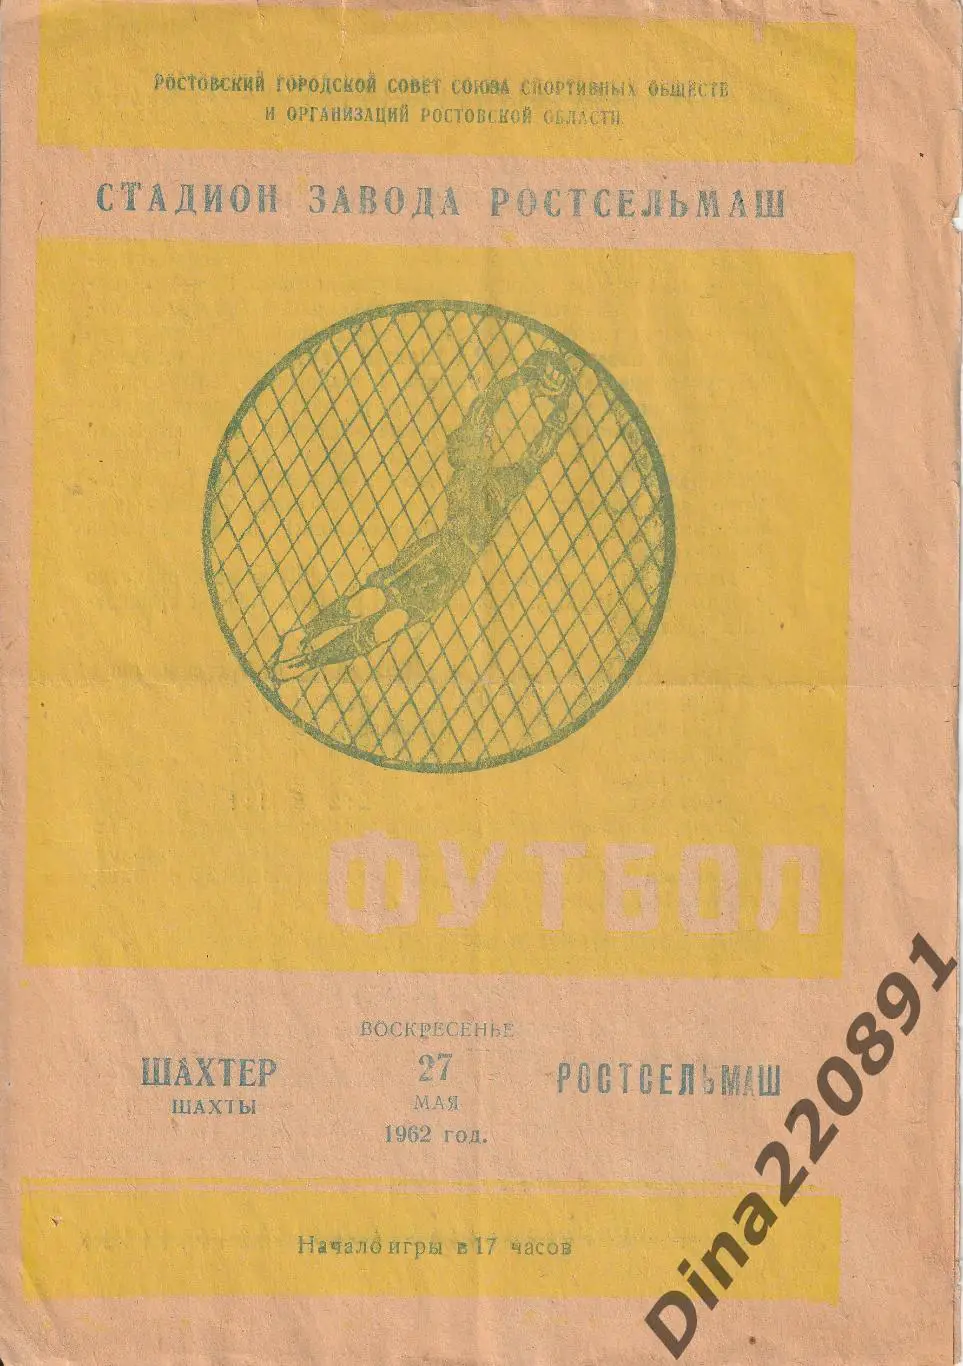 РОСТОВСКИЙ ГОРОДСКОЙ СОВЕТ СОЮЗА СПОРТИВНЫХ ОБЩЕСТВ
И ОРГАНИЗАЦИЙ РОСТОВСКОЙ ОБЛАСТИ
СТАДИОН ЗАВОДА РОСТСЕЛЬМАШ
ФУТБОЛ
ВОСКРЕСЕНЬЕ
ШАХТЕР 27 РОСТСЕЛЬМАШ
ШАХТЫ МАЯ
1962 год.
Начало игры в 17 часов
Dina220891